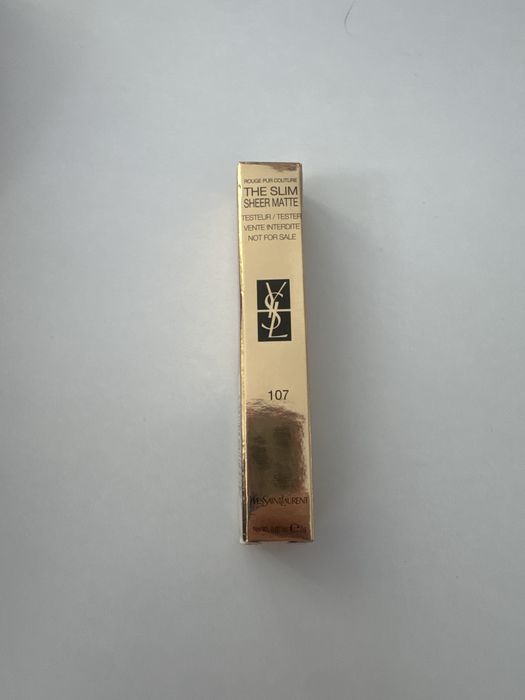 ROUGE PUR COUTURE
THE SLIM
SHEER MATTE
TESTEUR / TESTER
VENTE INTERDITE
NOT FOR SALE
YSL
107
YVESSAINTLAURENT